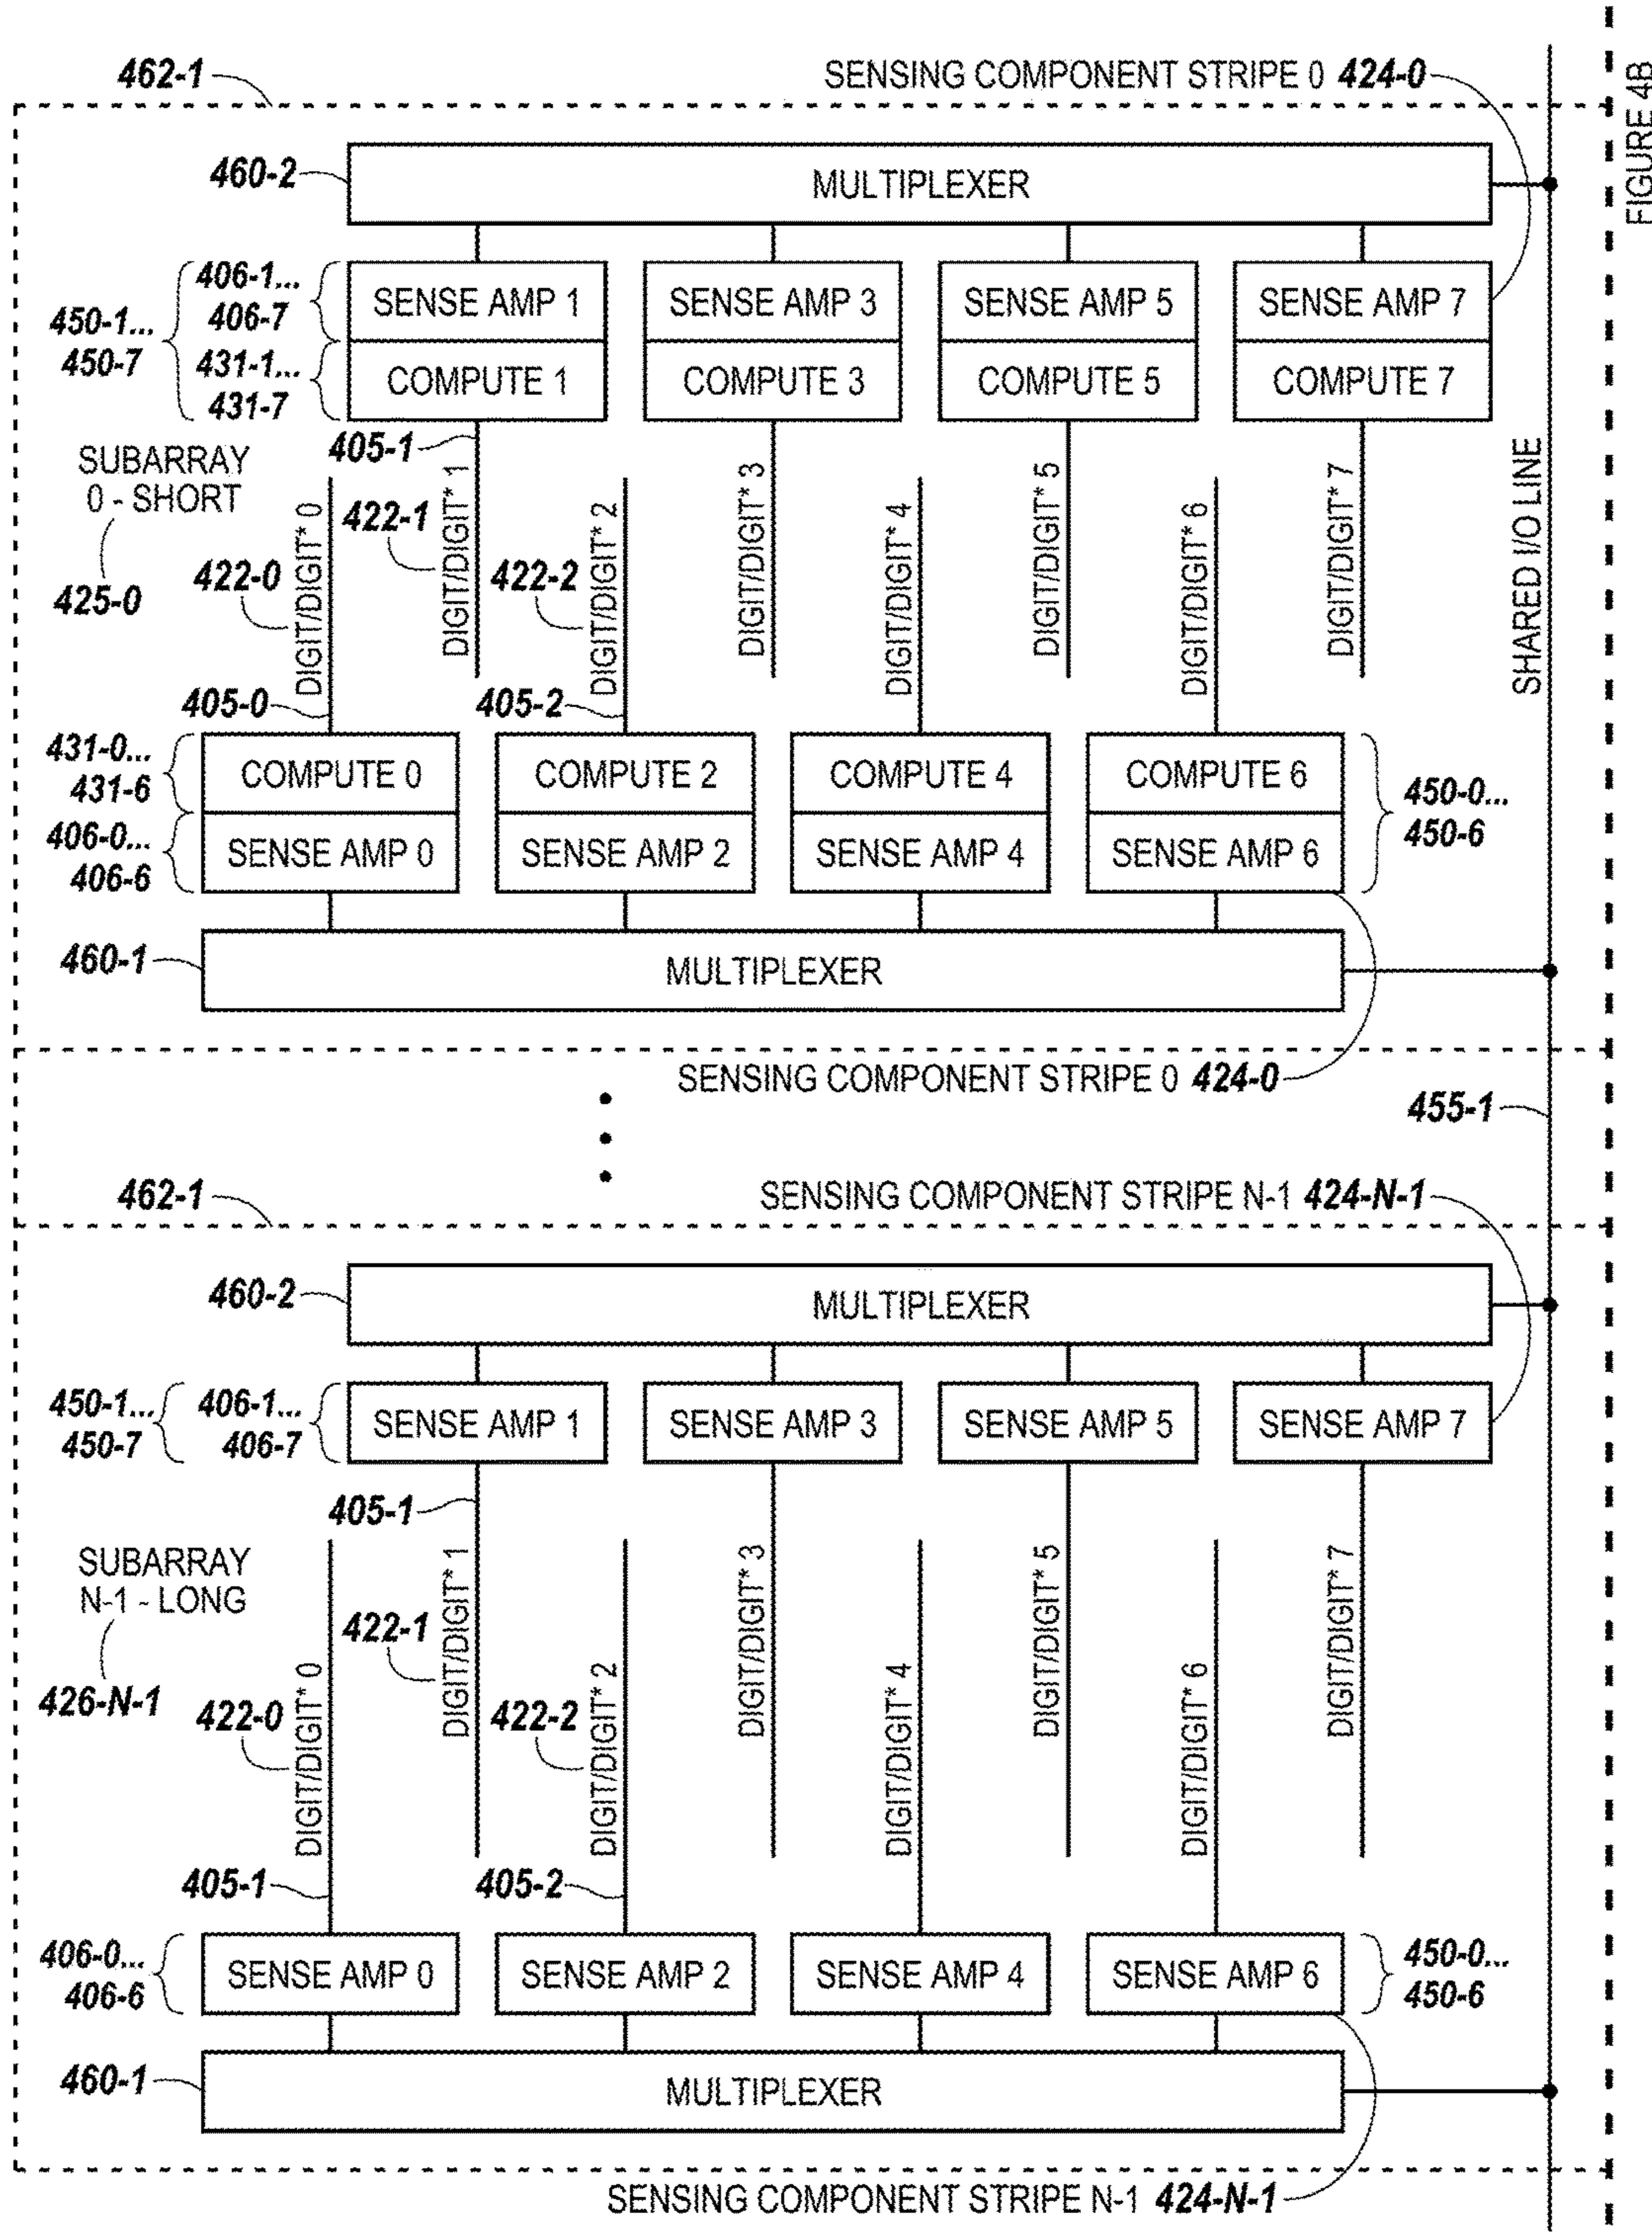 FIGURE 4B
462-1
SENSING COMPONENT STRIPE 0 424-0
460-2
MULTIPLEXER
450-1...
450-7
406-1...
406-7
431-1...
431-7
SENSE AMP 1
SENSE AMP 3
SENSE AMP 5
SENSE AMP 7
COMPUTE 1
COMPUTE 3
COMPUTE 5
COMPUTE 7
405-1
SUBARRAY
0 - SHORT
425-0
422-0
DIGIT/DIGIT* 0
422-1
DIGIT/DIGIT* 1
422-2
DIGIT/DIGIT* 2
DIGIT/DIGIT* 3
DIGIT/DIGIT* 4
DIGIT/DIGIT* 5
DIGIT/DIGIT* 6
DIGIT/DIGIT* 7
SHARED I/O LINE
405-0
405-2
431-0...
431-6
406-0...
406-6
COMPUTE 0
COMPUTE 2
COMPUTE 4
COMPUTE 6
SENSE AMP 0
SENSE AMP 2
SENSE AMP 4
SENSE AMP 6
450-0...
450-6
460-1
MULTIPLEXER
SENSING COMPONENT STRIPE 0 424-0
455-1
462-1
SENSING COMPONENT STRIPE N-1 424-N-1
460-2
MULTIPLEXER
450-1...
450-7
406-1...
406-7
SENSE AMP 1
SENSE AMP 3
SENSE AMP 5
SENSE AMP 7
405-1
SUBARRAY
N-1 - LONG
426-N-1
422-0
DIGIT/DIGIT* 0
422-1
DIGIT/DIGIT* 1
422-2
DIGIT/DIGIT* 2
DIGIT/DIGIT* 3
DIGIT/DIGIT* 4
DIGIT/DIGIT* 5
DIGIT/DIGIT* 6
DIGIT/DIGIT* 7
405-1
405-2
406-0...
406-6
SENSE AMP 0
SENSE AMP 2
SENSE AMP 4
SENSE AMP 6
450-0...
450-6
460-1
MULTIPLEXER
SENSING COMPONENT STRIPE N-1 424-N-1